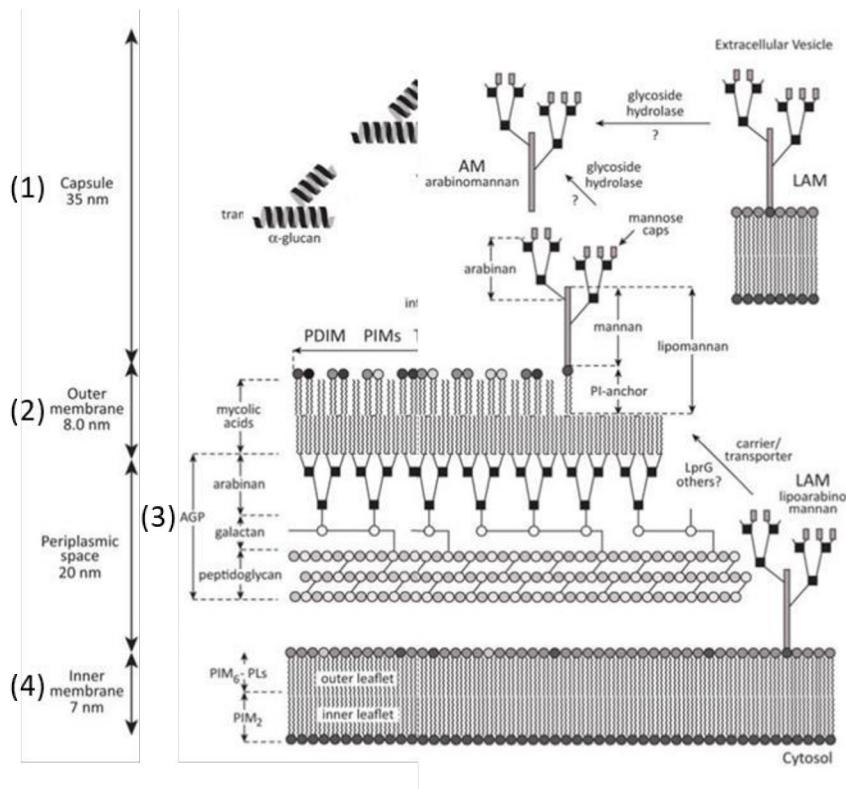 Extracellular Vesicle
glycoside
hydrolase
?
AM
arabinomannan
glycoside
hydrolase
?
LAM
(1)
Capsule
35 nm
α-glucan
mannose
caps
arabinan
mannan
lipomannan
PDIM PIMs
PI-anchor
(2)
Outer
membrane
8.0 nm
mycolic
acids
carrier/
transporter
LprG
others?
LAM
lipoarabino
mannan
arabinan
(3)
AGP
galactan
Periplasmic
space
20 nm
peptidoglycan
(4)
Inner
membrane
7 nm
PIM6- PLs
outer leaflet
PIM2
inner leaflet
Cytosol